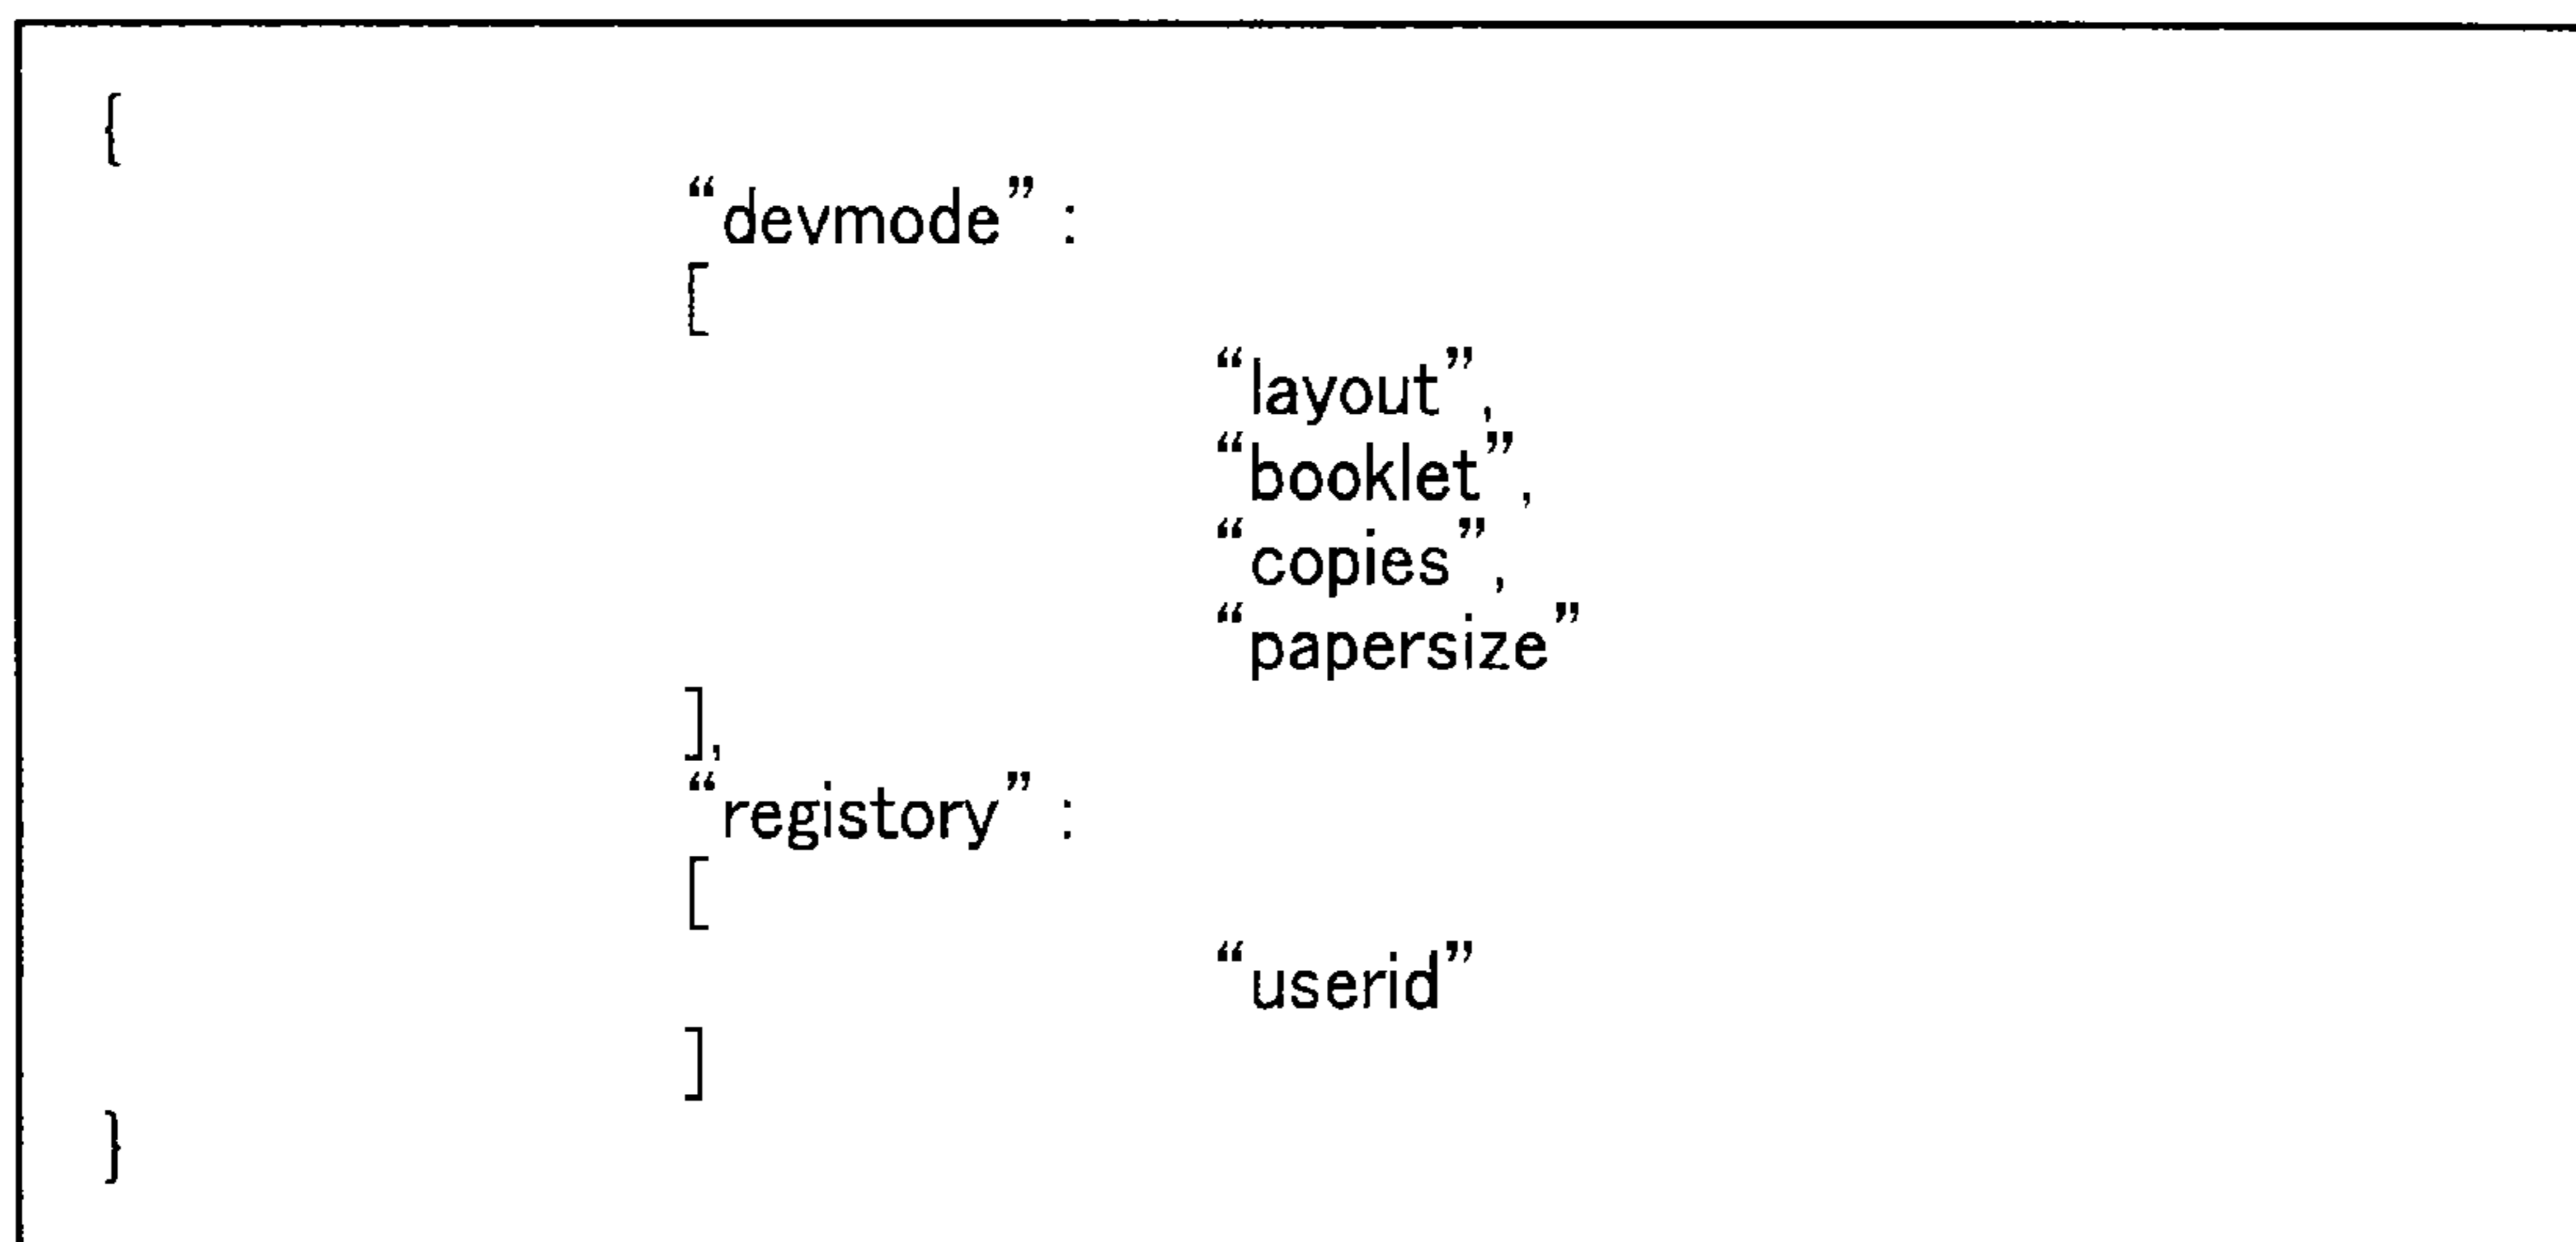 {
“devmode” :
[
“layout”,
“booklet”,
“copies”,
“papersize”
],
“registory” :
[
“userid”
]
}